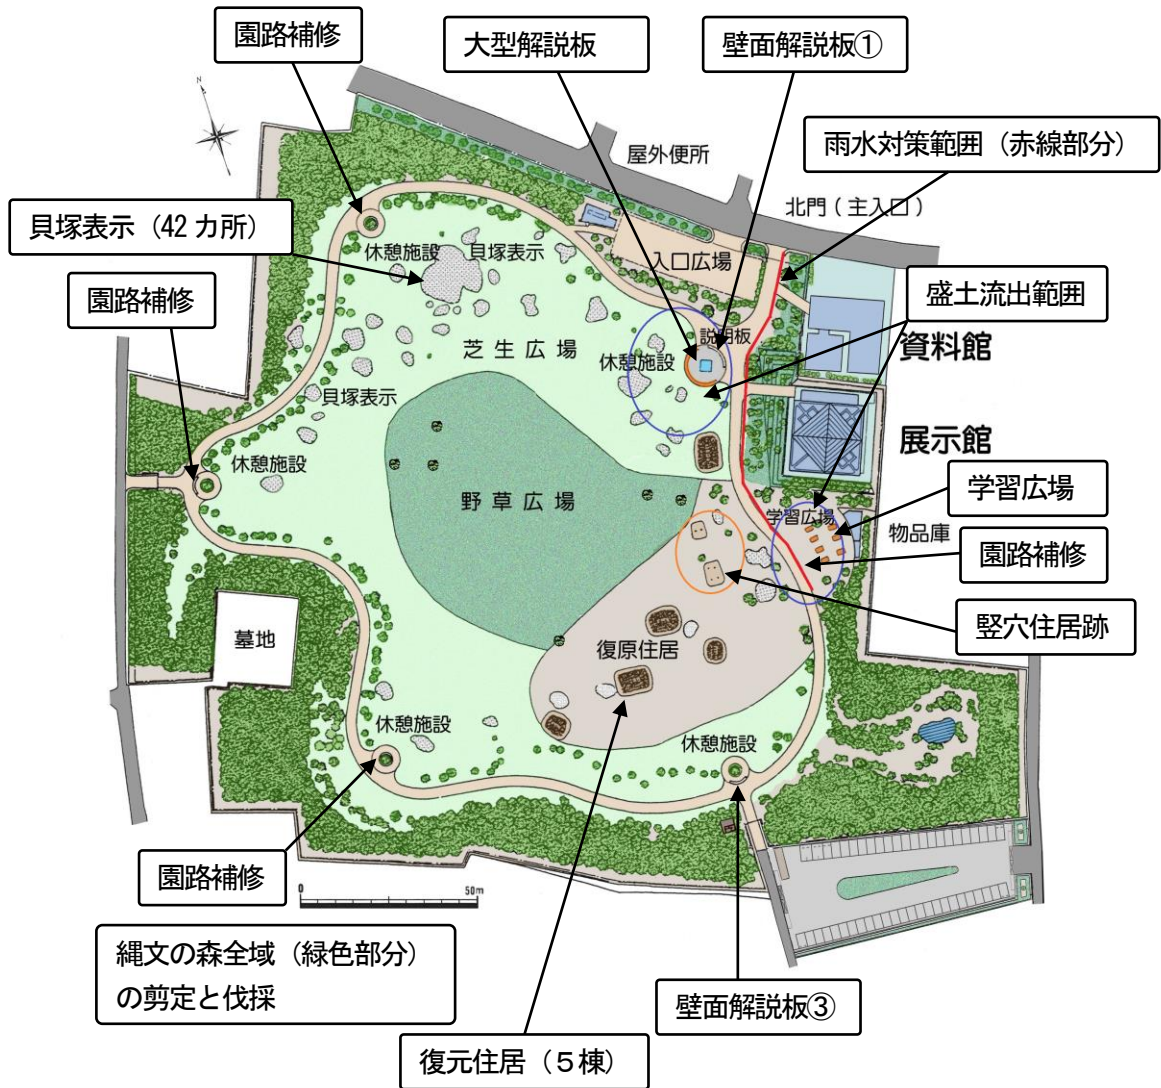 園路補修
大型解説板
壁面解説板①
雨水対策範囲（赤線部分）
屋外便所
N
北門（主入口）
貝塚表示（42カ所）
休憩施設
貝塚表示
入口広場
園路補修
盛土流出範囲
説明板
資料館
芝生広場
休憩施設
貝塚表示
展示館
休憩施設
学習広場
野草広場
学習広場
物品庫
園路補修
竪穴住居跡
墓地
復原住居
休憩施設
休憩施設
園路補修
0
50m
縄文の森全域（緑色部分）
の剪定と伐採
壁面解説板③
復元住居（５棟）